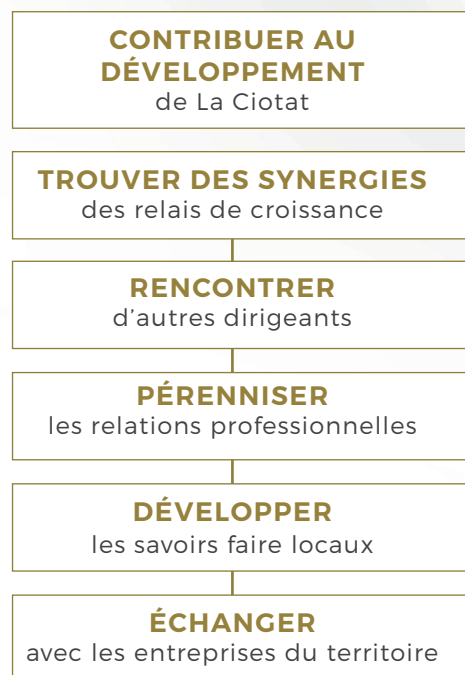 CONTRIBUER AU
DÉVELOPPEMENT
de La Ciotat
TROUVER DES SYNERGIES
des relais de croissance
RENCONTRER
d’autres dirigeants
PÉRENNISER
les relations professionnelles
DÉVELOPPER
les savoirs faire locaux
ÉCHANGER
avec les entreprises du territoire